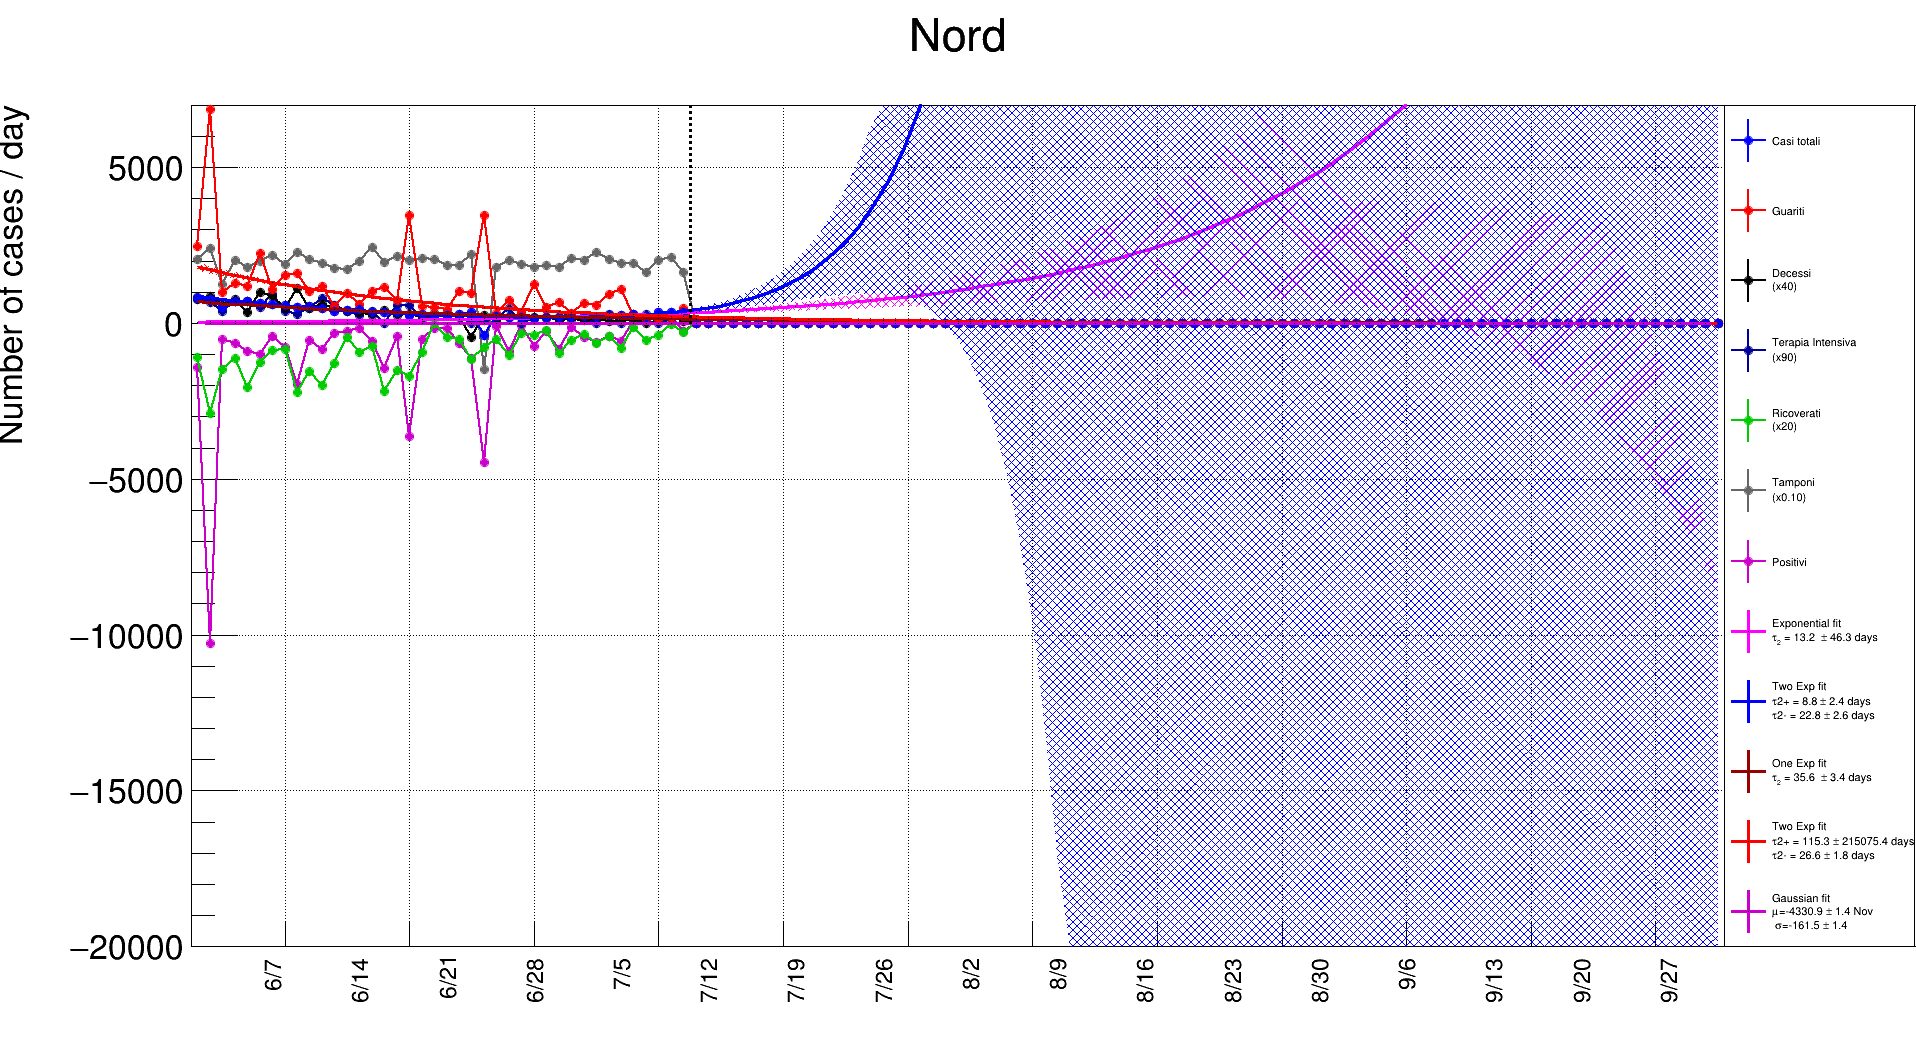 Nord
Number of cases / day
5000
0
−5000
−10000
−15000
−20000
6/7
6/14
6/21
6/28
7/5
7/12
7/19
7/26
8/2
8/9
8/16
8/23
8/30
9/6
9/13
9/20
9/27
Casi totali
Guariti
Decessi
(x40)
Terapia Intensiva
(x90)
Ricoverati
(x20)
Tamponi
(x0.10)
Positivi
Exponential fit
τ2 = 13.2 ± 46.3 days
Two Exp fit
τ2+ = 8.8 ± 2.4 days
τ2- = 22.8 ± 2.6 days
One Exp fit
τ2 = 35.6 ± 3.4 days
Two Exp fit
τ2+ = 115.3 ± 215075.4 days
τ2- = 26.6 ± 1.8 days
Gaussian fit
μ=-4330.9 ± 1.4 Nov
σ=-161.5 ± 1.4